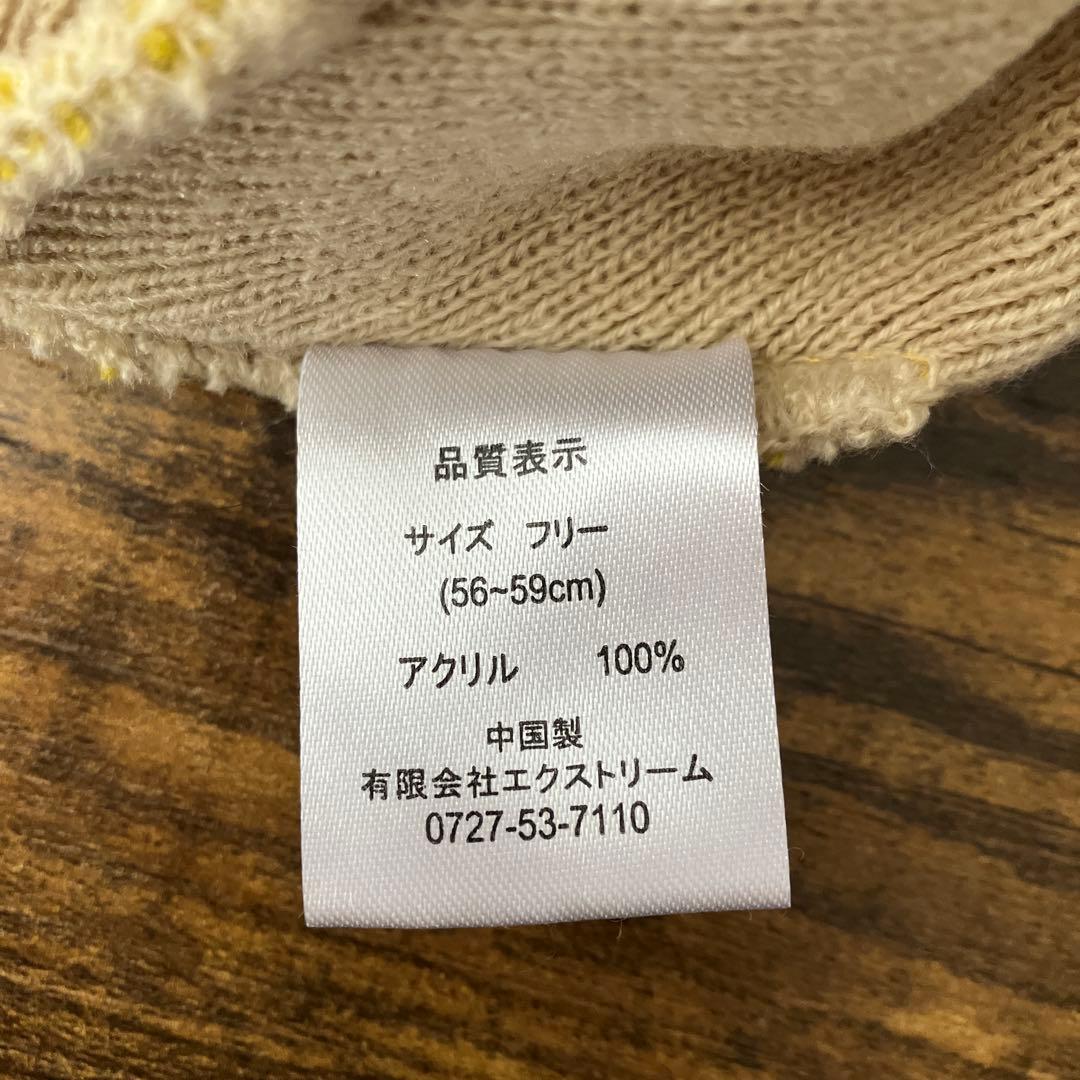 品質表示
サイズ フリー
(56~59cm)
アクリル 100%
中国製
有限会社エクストリーム
0727-53-7110